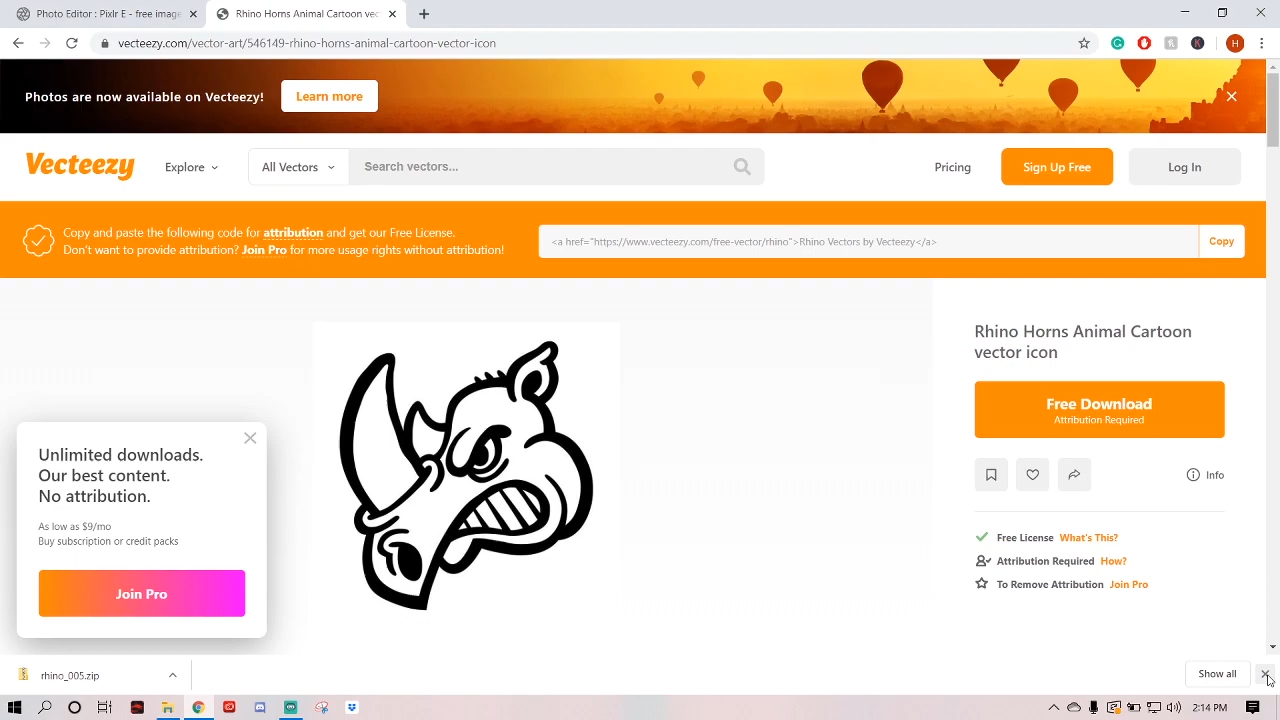 Photo Editor : Pixlr - E - free image
Rhino Horns Animal Cartoon vec
vecteezy.com/vector-art/546149-rhino-horns-animal-cartoon-vector-icon
H
Photos are now available on Vecteezy!
Learn more
Vecteezy
Explore
All Vectors
Search vectors...
Pricing
Sign Up Free
Log In
Copy and paste the following code for attribution and get our Free License.
Don't want to provide attribution? Join Pro for more usage rights without attribution!
<a href="https://www.vecteezy.com/free-vector/rhino">Rhino Vectors by Vecteezy</a>
Copy
Rhino Horns Animal Cartoon
vector icon
Free Download
Attribution Required
Info
Free License What's This?
Attribution Required How?
To Remove Attribution Join Pro
Unlimited downloads.
Our best content.
No attribution.
As low as $9/mo
Buy subscription or credit packs
Join Pro
rhino_005.zip
Show all
2:14 PM